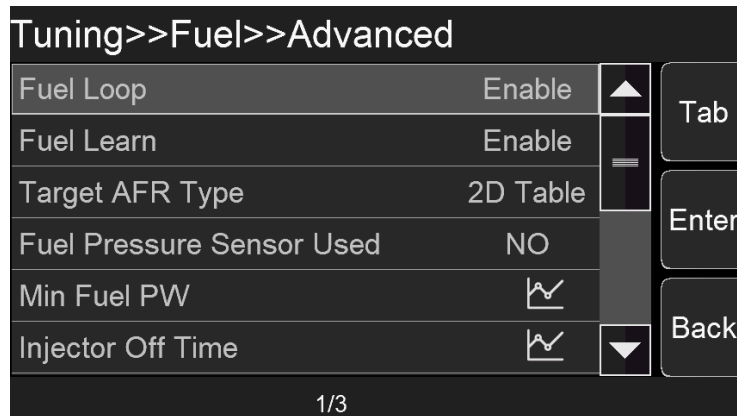 Tuning>>Fuel>>Advanced
Fuel Loop Enable
Fuel Learn Enable
Target AFR Type 2D Table
Fuel Pressure Sensor Used NO
Min Fuel PW
Injector Off Time
Tab
Enter
Back
1/3